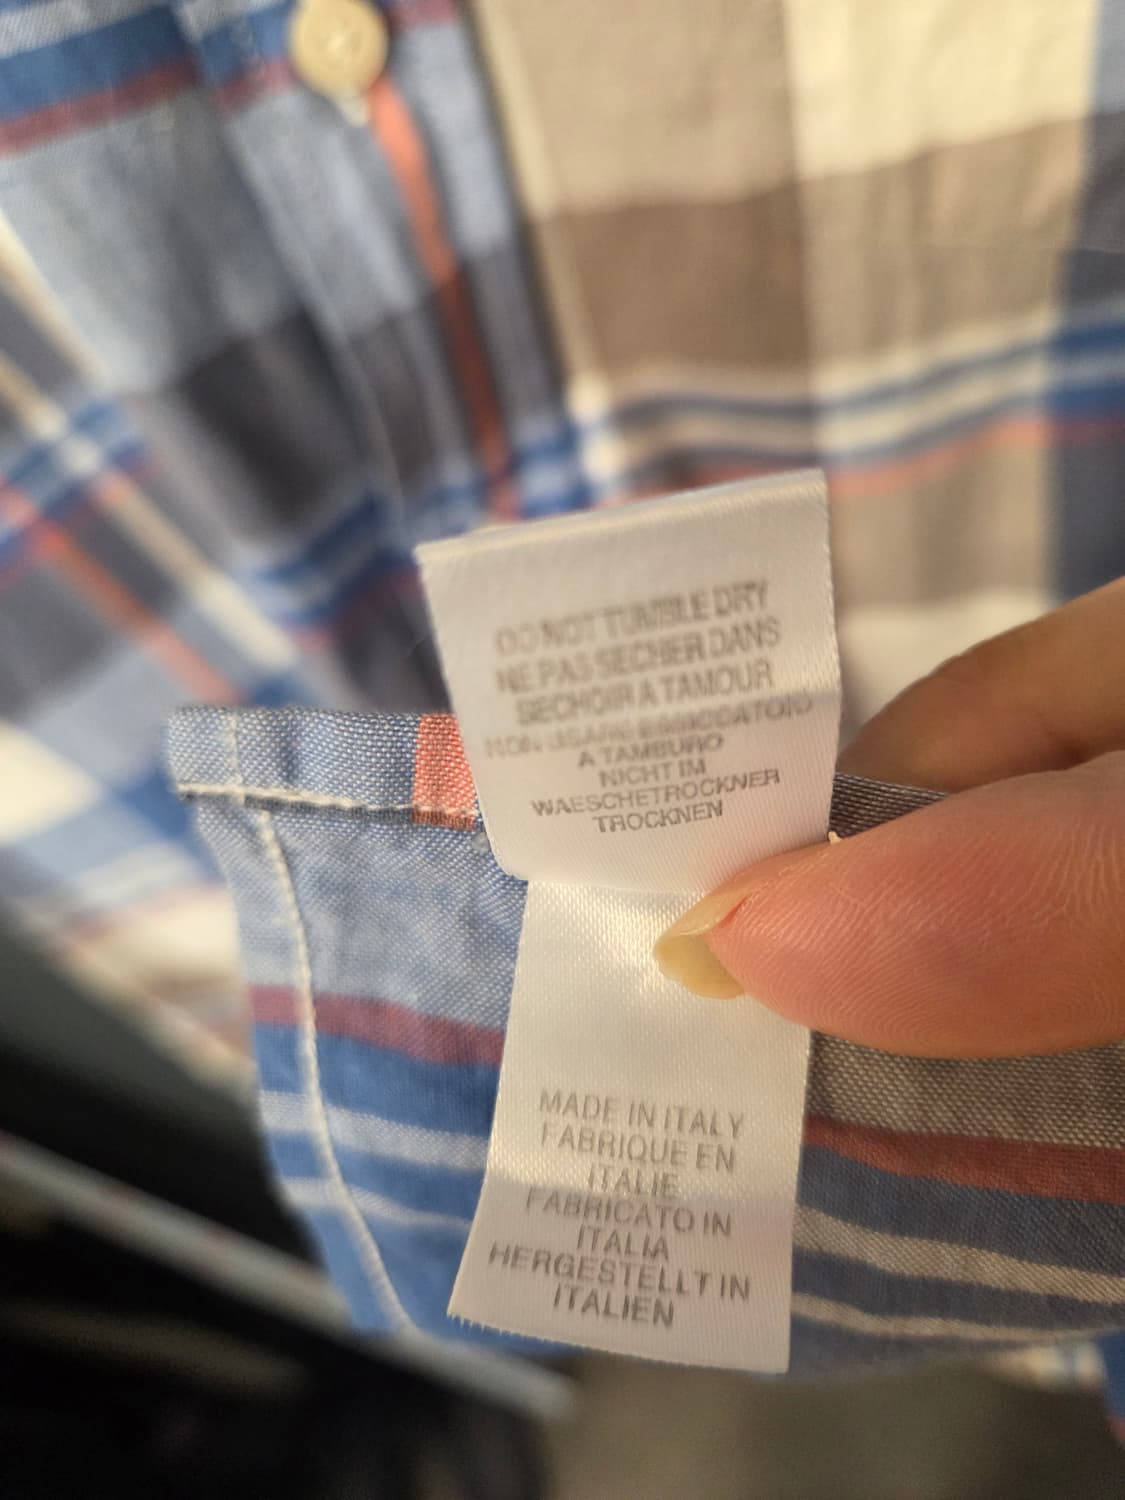 DO NOT TUMBLE DRY
NE PAS SECHER DANS
SECHOIR A TAMOUR
NON USARE ESSICCATOIO
A TAMBURO
NICHT IM
WAESCHETROCKNER
TROCKNEN
MADE IN ITALY
FABRIQUE EN
ITALIE
FABRICATO IN
ITALIA
HERGESTELLT IN
ITALIEN